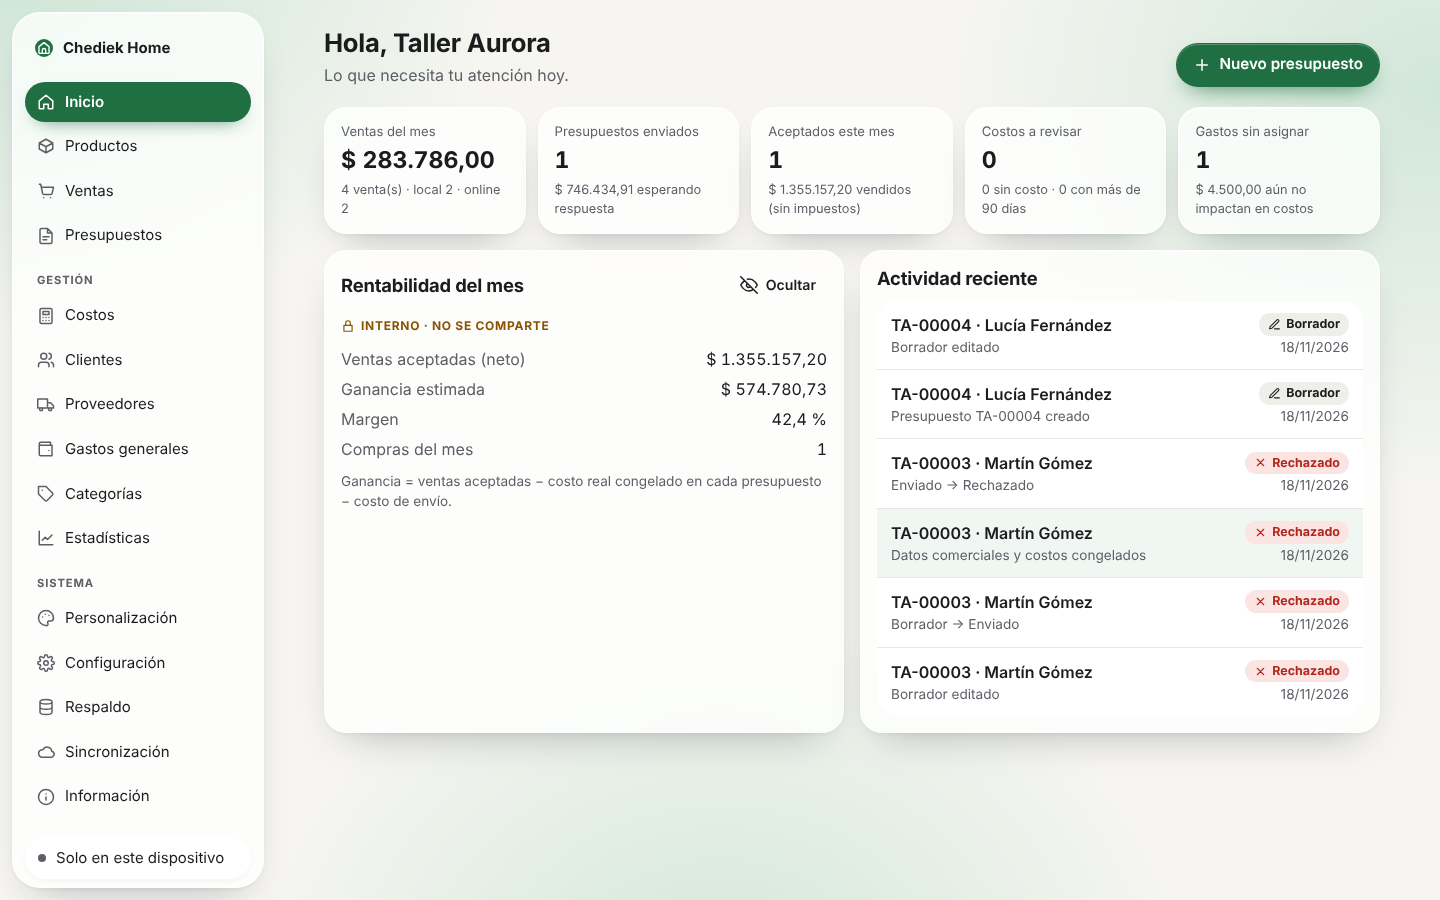 Chediek Home
Inicio
Productos
Ventas
Presupuestos
GESTIÓN
Costos
Clientes
Proveedores
Gastos generales
Categorías
Estadísticas
SISTEMA
Personalización
Configuración
Respaldo
Sincronización
Información
Solo en este dispositivo
Hola, Taller Aurora
Lo que necesita tu atención hoy.
Nuevo presupuesto
Ventas del mes
$ 283.786,00
4 venta(s) · local 2 · online
2
Presupuestos enviados
1
$ 746.434,91 esperando
respuesta
Aceptados este mes
1
$ 1.355.157,20 vendidos
(sin impuestos)
Costos a revisar
0
0 sin costo · 0 con más de
90 días
Gastos sin asignar
1
$ 4.500,00 aún no
impactan en costos
Rentabilidad del mes
Ocultar
INTERNO · NO SE COMPARTE
Ventas aceptadas (neto) $ 1.355.157,20
Ganancia estimada $ 574.780,73
Margen 42,4 %
Compras del mes 1
Ganancia = ventas aceptadas − costo real congelado en cada presupuesto
− costo de envío.
Actividad reciente
TA-00004 · Lucía Fernández Borrador
Borrador editado 18/11/2026
TA-00004 · Lucía Fernández Borrador
Presupuesto TA-00004 creado 18/11/2026
TA-00003 · Martín Gómez Rechazado
Enviado → Rechazado 18/11/2026
TA-00003 · Martín Gómez Rechazado
Datos comerciales y costos congelados 18/11/2026
TA-00003 · Martín Gómez Rechazado
Borrador → Enviado 18/11/2026
TA-00003 · Martín Gómez Rechazado
Borrador editado 18/11/2026